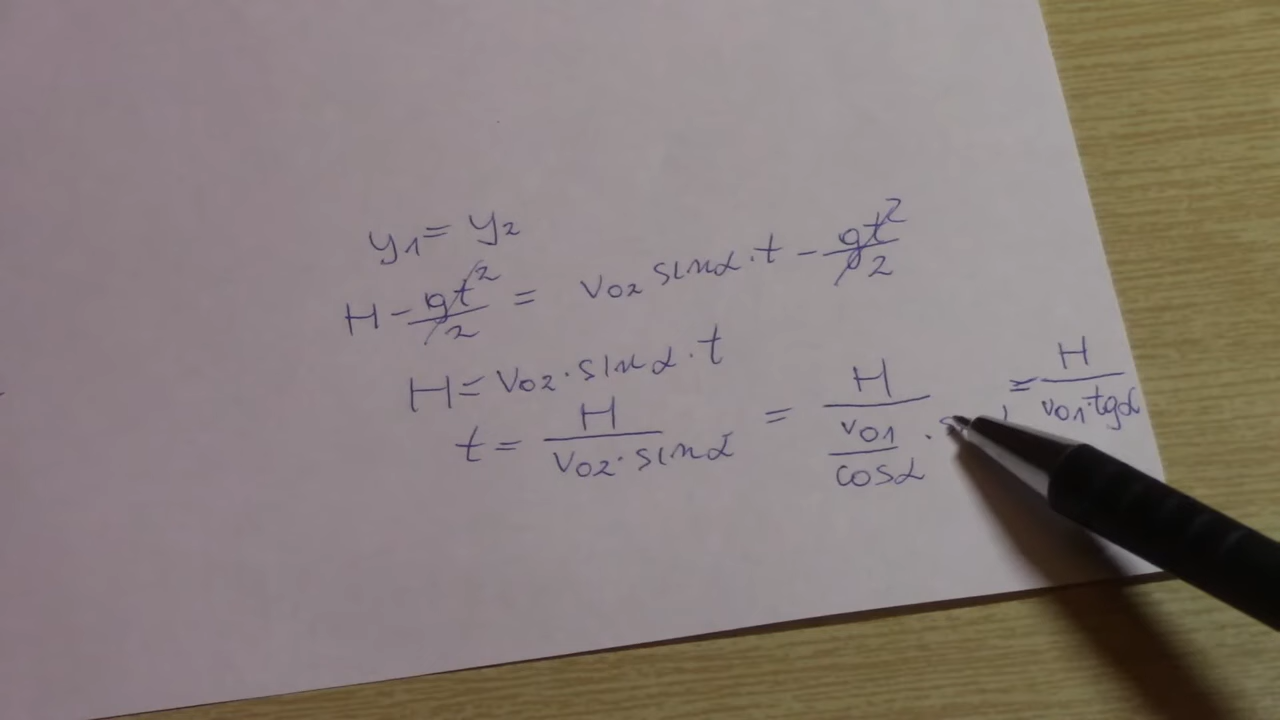 y₁ = y₂
H - gt²/2 = v₀₂ sinα · t - gt²/2
H = v₀₂ · sinα · t
t = H/(v₀₂ · sinα) = H/((v₀₁/cosα) · = H/(v₀₁ · tgα)